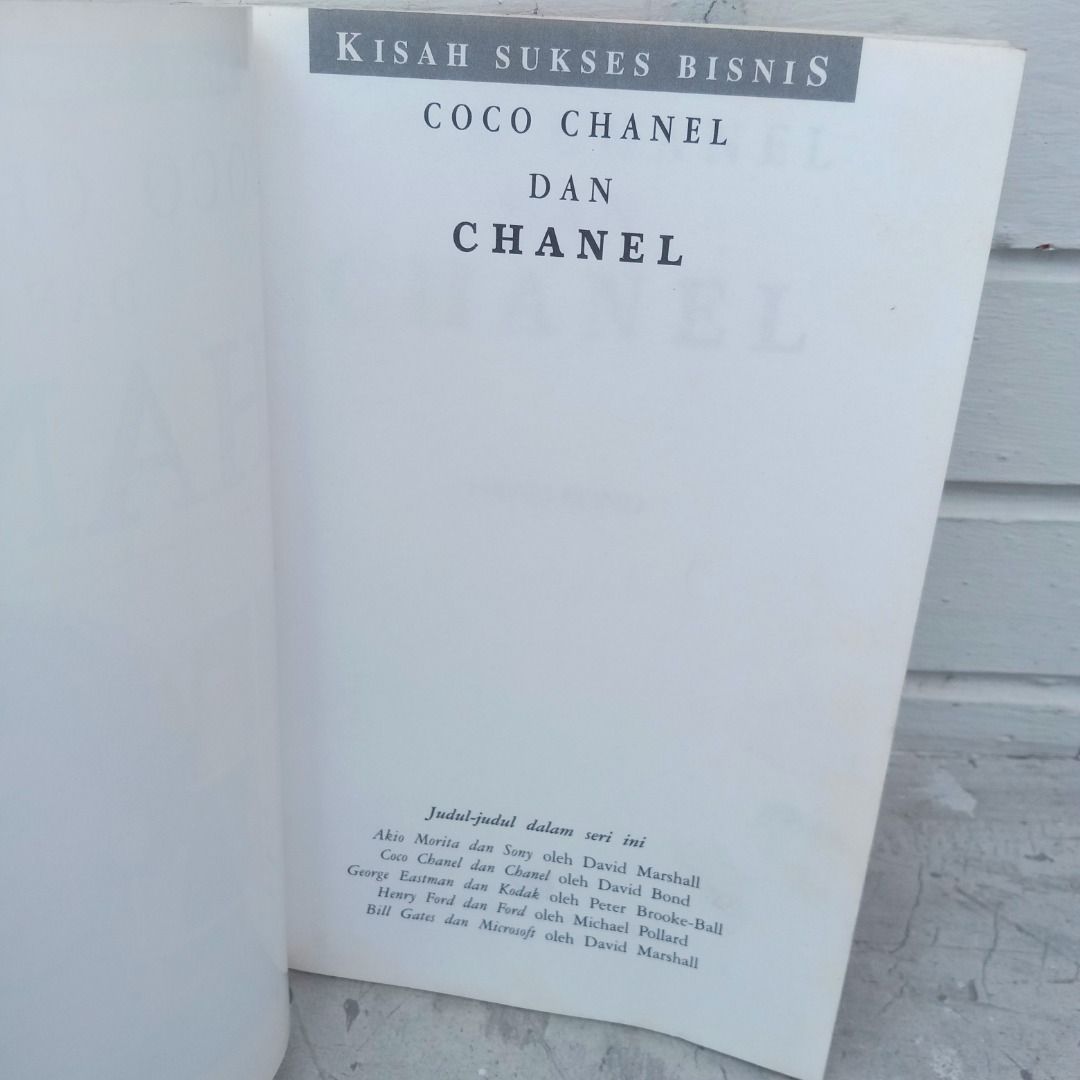 KISAH SUKSES BISNIS
COCO CHANEL
DAN
CHANEL
Judul-judul dalam seri ini
Akio Morita dan Sony oleh David Marshall
Coco Chanel dan Chanel oleh David Bond
George Eastman dan Kodak oleh Peter Brooke-Ball
Henry Ford dan Ford oleh Michael Pollard
Bill Gates dan Microsoft oleh David Marshall